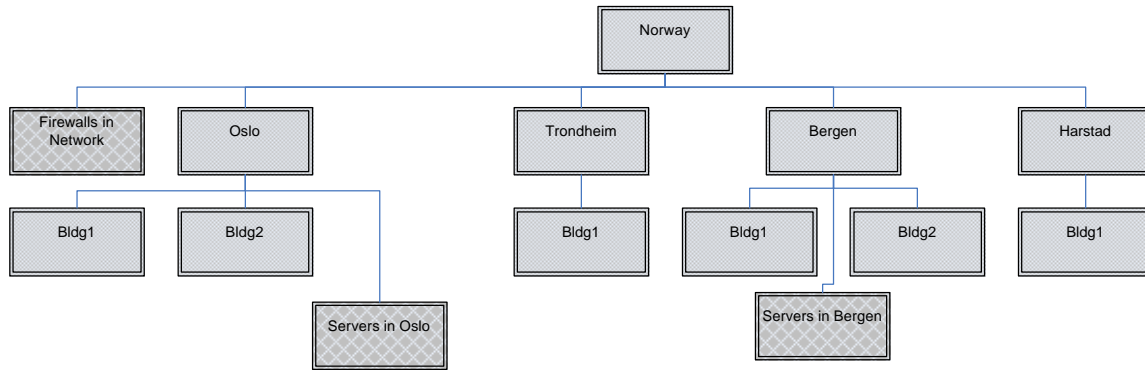 Norway
Firewalls in
Network
Oslo
Trondheim
Bergen
Harstad
Bldg1
Bldg2
Bldg1
Bldg1
Bldg2
Bldg1
Servers in Oslo
Servers in Bergen